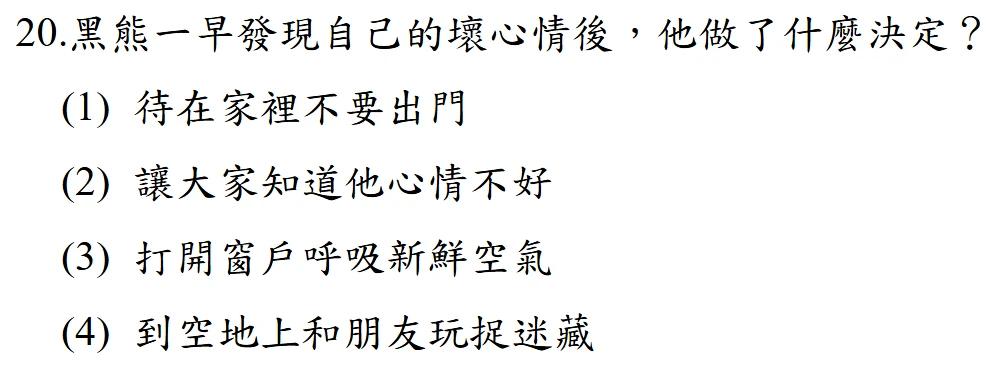 20.黑熊一早發現自己的壞心情後，他做了什麼決定？
(1) 待在家裡不要出門
(2) 讓大家知道他心情不好
(3) 打開窗戶呼吸新鮮空氣
(4) 到空地上和朋友玩捉迷藏